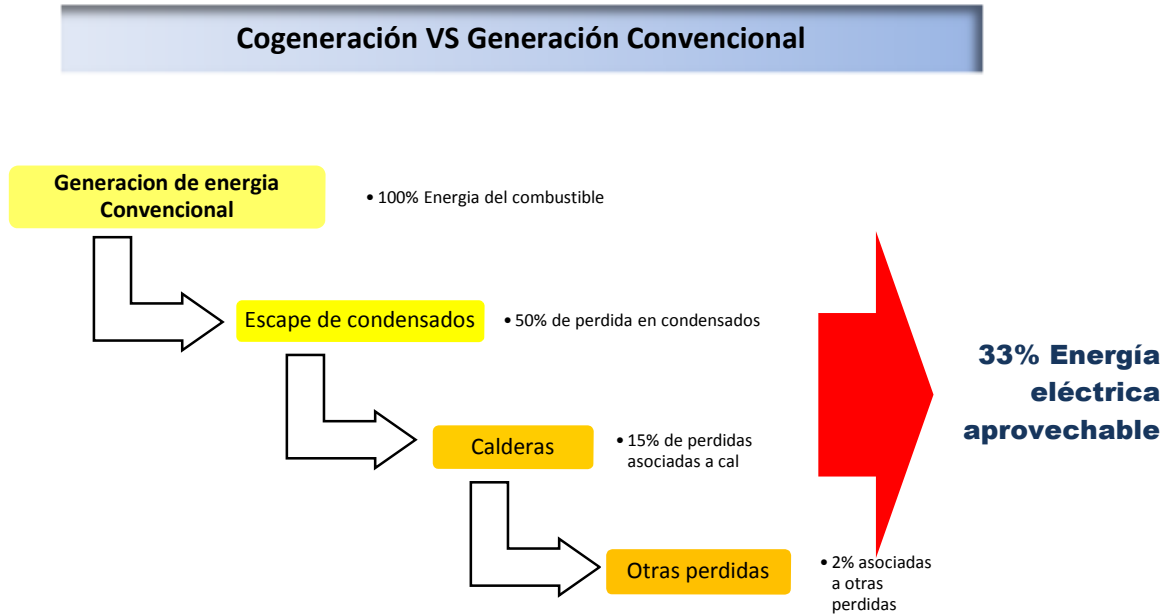 Cogeneración VS Generación Convencional
Generacion de energia
Convencional
• 100% Energia del combustible
Escape de condensados
• 50% de perdida en condensados
Calderas
• 15% de perdidas
asociadas a cal
Otras perdidas
• 2% asociadas
a otras
perdidas
33% Energía
eléctrica
aprovechable